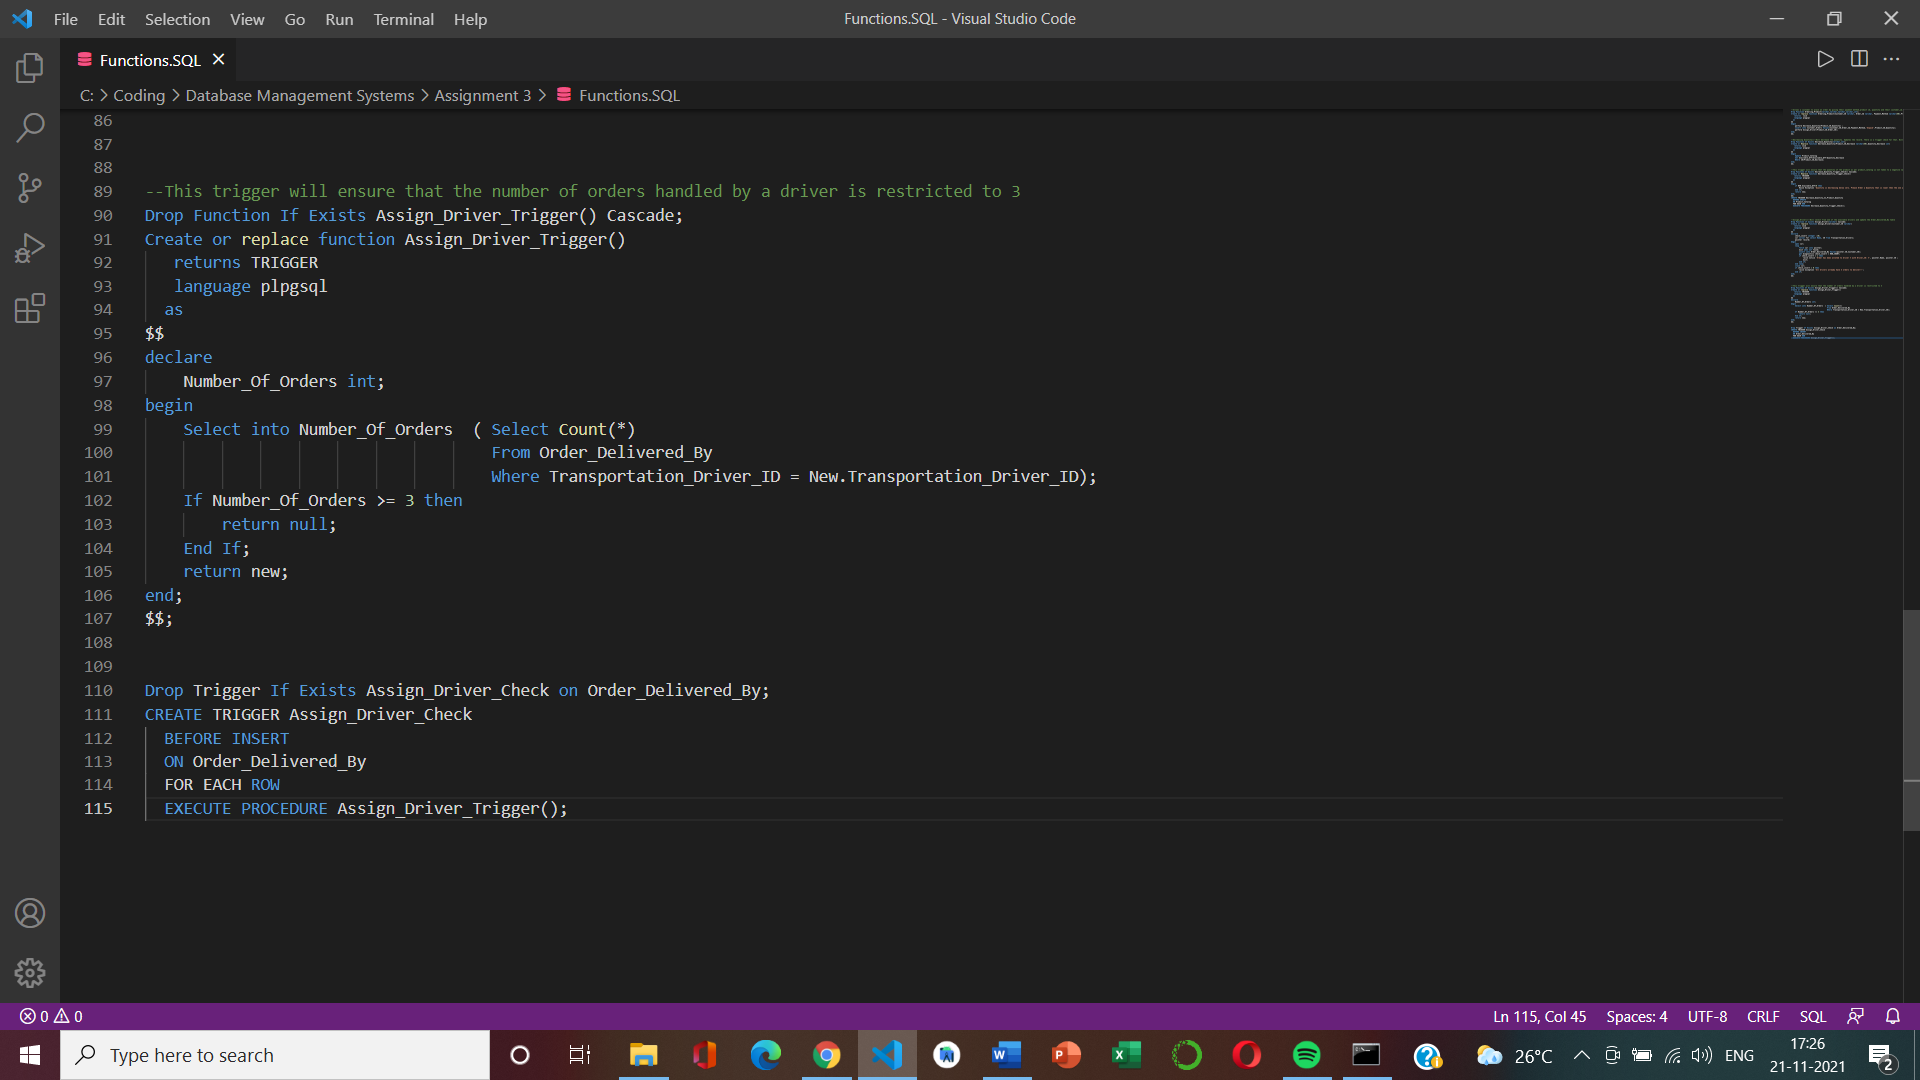 File Edit Selection View Go Run Terminal Help
Functions.SQL - Visual Studio Code
Functions.SQL
C: > Coding > Database Management Systems > Assignment 3 > Functions.SQL
86
87
88
89 --This trigger will ensure that the number of orders handled by a driver is restricted to 3
90 Drop Function If Exists Assign_Driver_Trigger() Cascade;
91 Create or replace function Assign_Driver_Trigger()
92 returns TRIGGER
93 language plpgsql
94 as
95 $$
96 declare
97 Number_Of_Orders int;
98 begin
99 Select into Number_Of_Orders ( Select Count(*)
100 From Order_Delivered_By
101 Where Transportation_Driver_ID = New.Transportation_Driver_ID);
102 If Number_Of_Orders >= 3 then
103 return null;
104 End If;
105 return new;
106 end;
107 $$;
108
109
110 Drop Trigger If Exists Assign_Driver_Check on Order_Delivered_By;
111 CREATE TRIGGER Assign_Driver_Check
112 BEFORE INSERT
113 ON Order_Delivered_By
114 FOR EACH ROW
115 EXECUTE PROCEDURE Assign_Driver_Trigger();
0 0
Ln 115, Col 45 Spaces: 4 UTF-8 CRLF SQL
Type here to search
26°C
ENG
17:26
21-11-2021
2